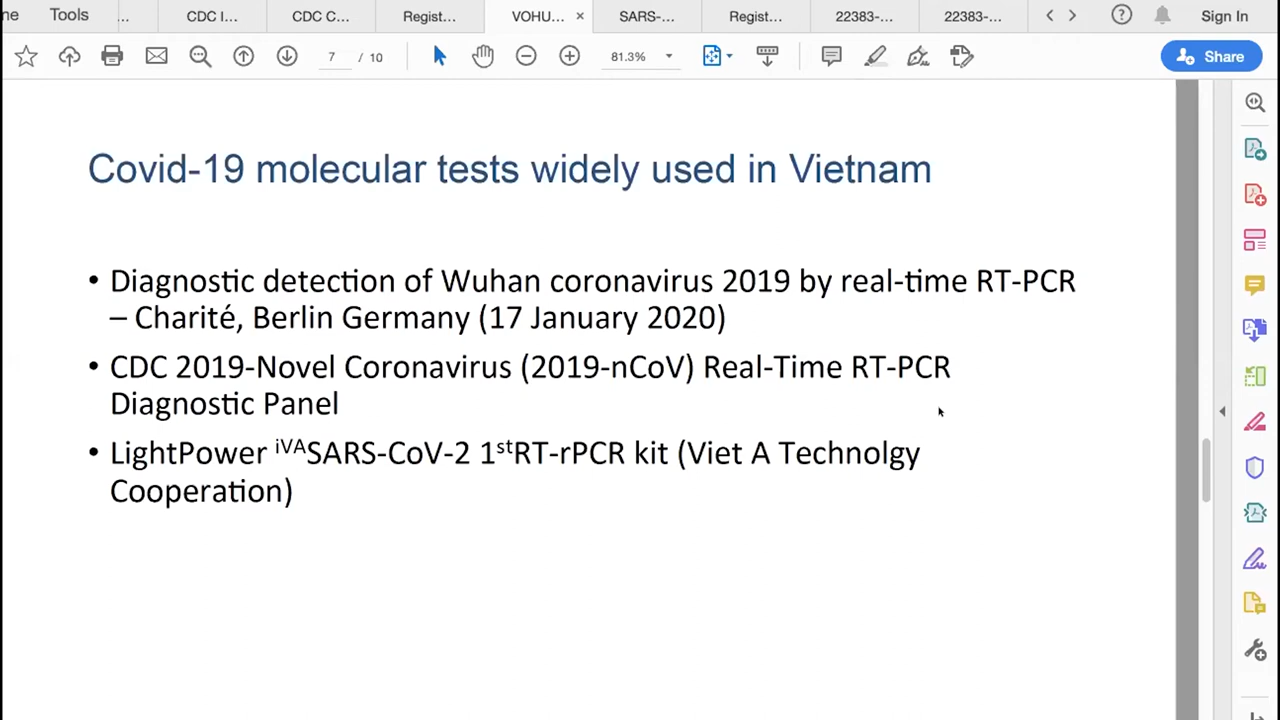 ne
Tools
...
CDC I...
CDC C...
Regist...
VOHU...
×
SARS-...
Regist...
22383-...
22383-...
?
Sign In
7 / 10
81.3%
Share
Covid-19 molecular tests widely used in Vietnam
• Diagnostic detection of Wuhan coronavirus 2019 by real-time RT-PCR
– Charité, Berlin Germany (17 January 2020)
• CDC 2019-Novel Coronavirus (2019-nCoV) Real-Time RT-PCR
Diagnostic Panel
• LightPower iVASARS-CoV-2 1stRT-rPCR kit (Viet A Technolgy
Cooperation)